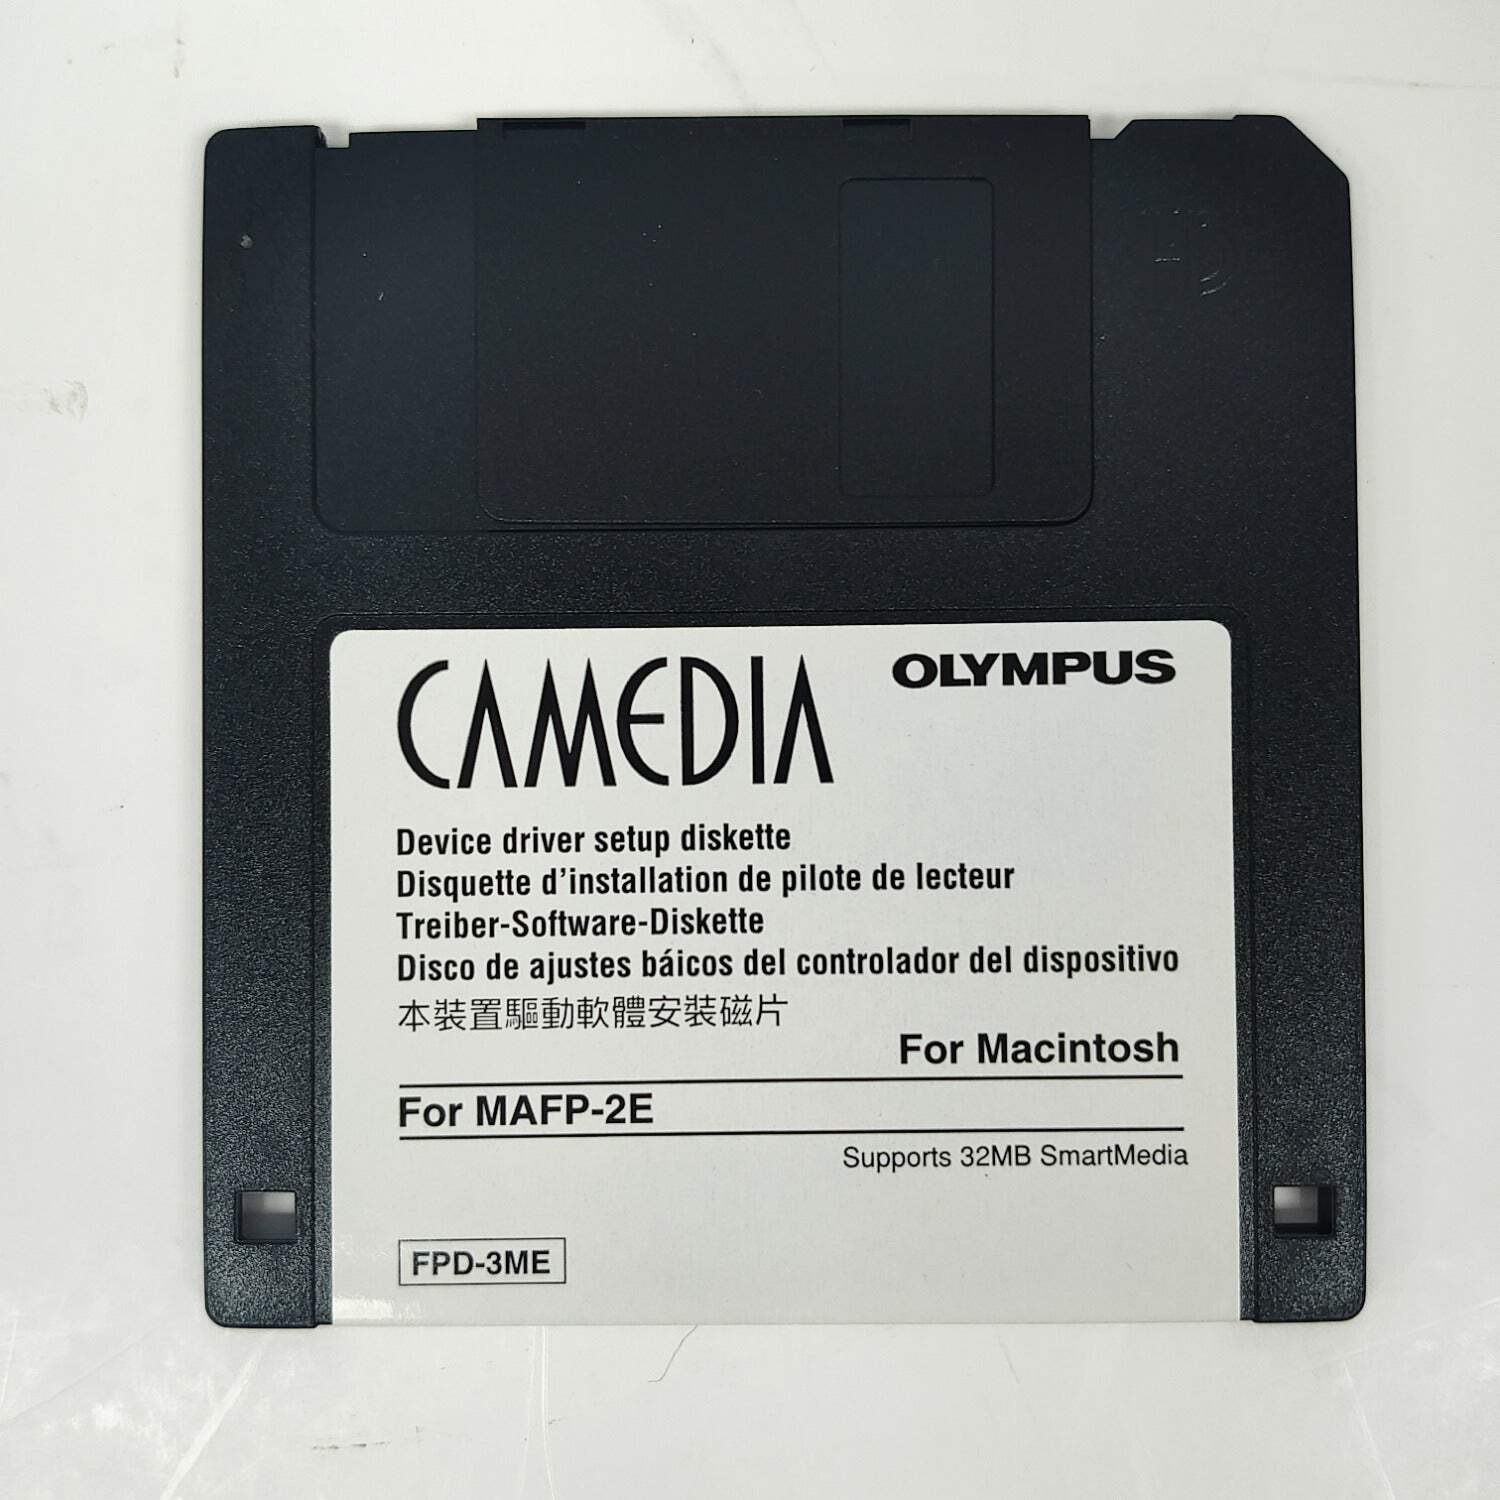 HD
CAMEDIA OLYMPUS
Device driver setup diskette
Disquette d'installation de pilote de lecteur
Treiber-Software-Diskette
Disco de ajustes báicos del controlador del dispositivo
本裝置驅動軟體安裝磁片
For Macintosh
For MAFP-2E
Supports 32MB SmartMedia
FPD-3ME